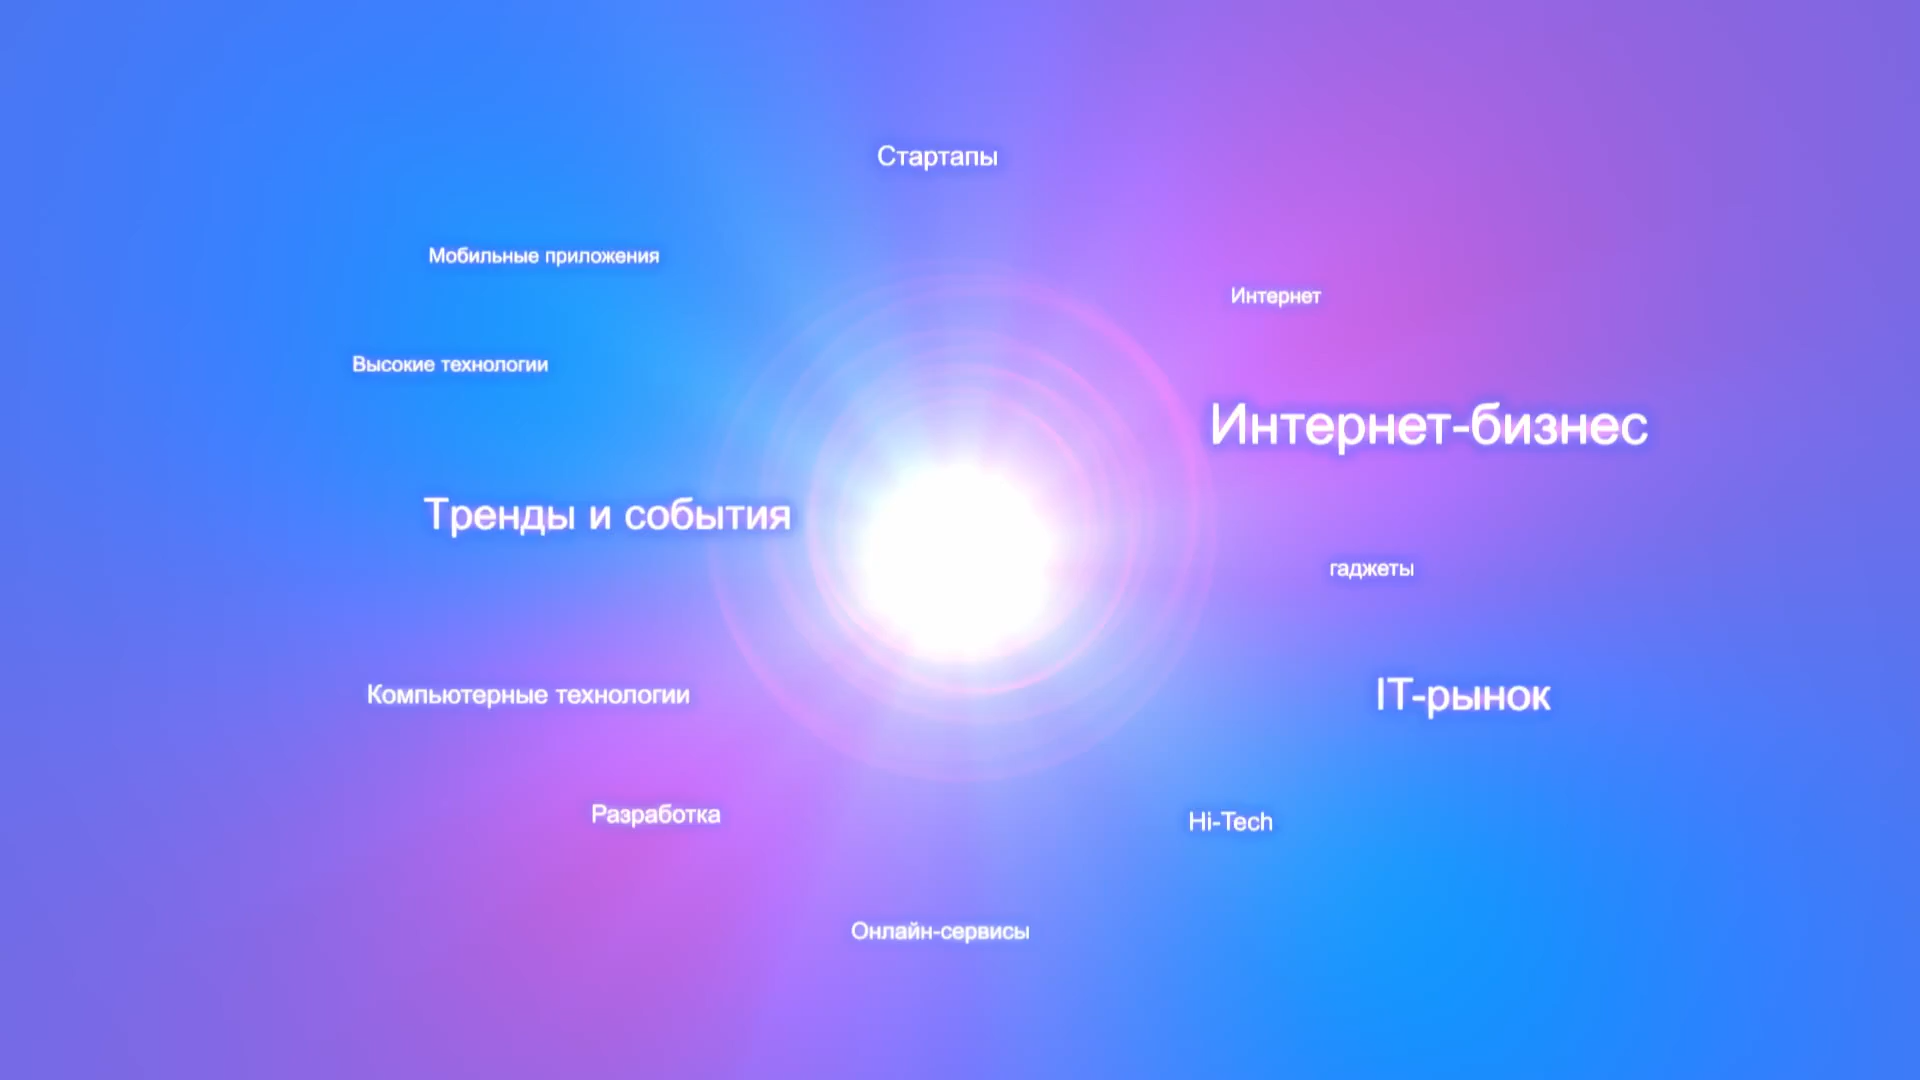 Стартапы
Мобильные приложения
Интернет
Высокие технологии
Интернет-бизнес
Тренды и события
гаджеты
Компьютерные технологии
IT-рынок
Разработка
Hi-Tech
Онлайн-сервисы